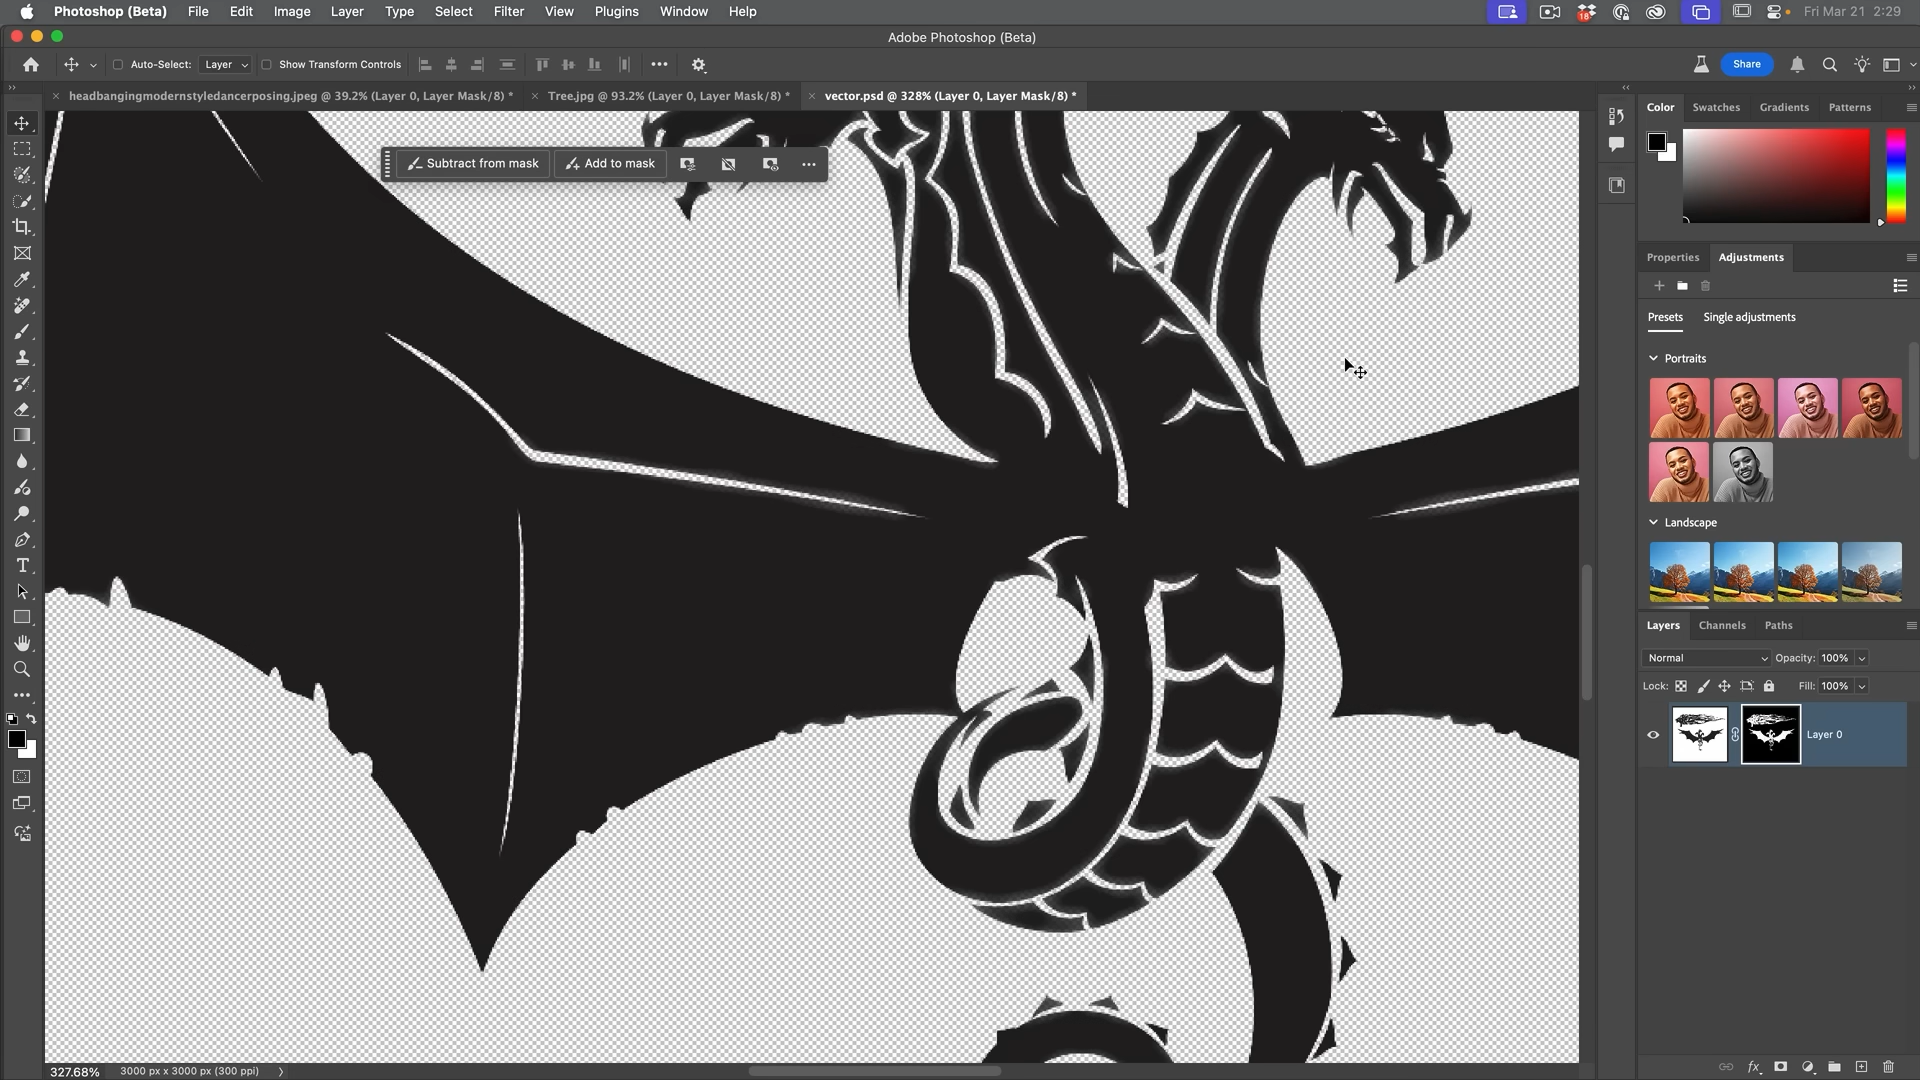 Photoshop (Beta) File Edit Image Layer Type Select Filter View Plugins Window Help 18 Fri Mar 21 2:29
Adobe Photoshop (Beta)
Auto-Select: Layer Show Transform Controls Share
headbangingmodernstyledancerposing.jpeg @ 39.2% (Layer 0, Layer Mask/8) * Tree.jpg @ 93.2% (Layer 0, Layer Mask/8) * vector.psd @ 328% (Layer 0, Layer Mask/8) *
Color Swatches Gradients Patterns
Subtract from mask Add to mask
Properties Adjustments
Presets Single adjustments
Portraits
Landscape
Layers Channels Paths
Normal Opacity: 100%
Lock: Fill: 100%
Layer 0
327.68% 3000 px x 3000 px (300 ppi)
fx